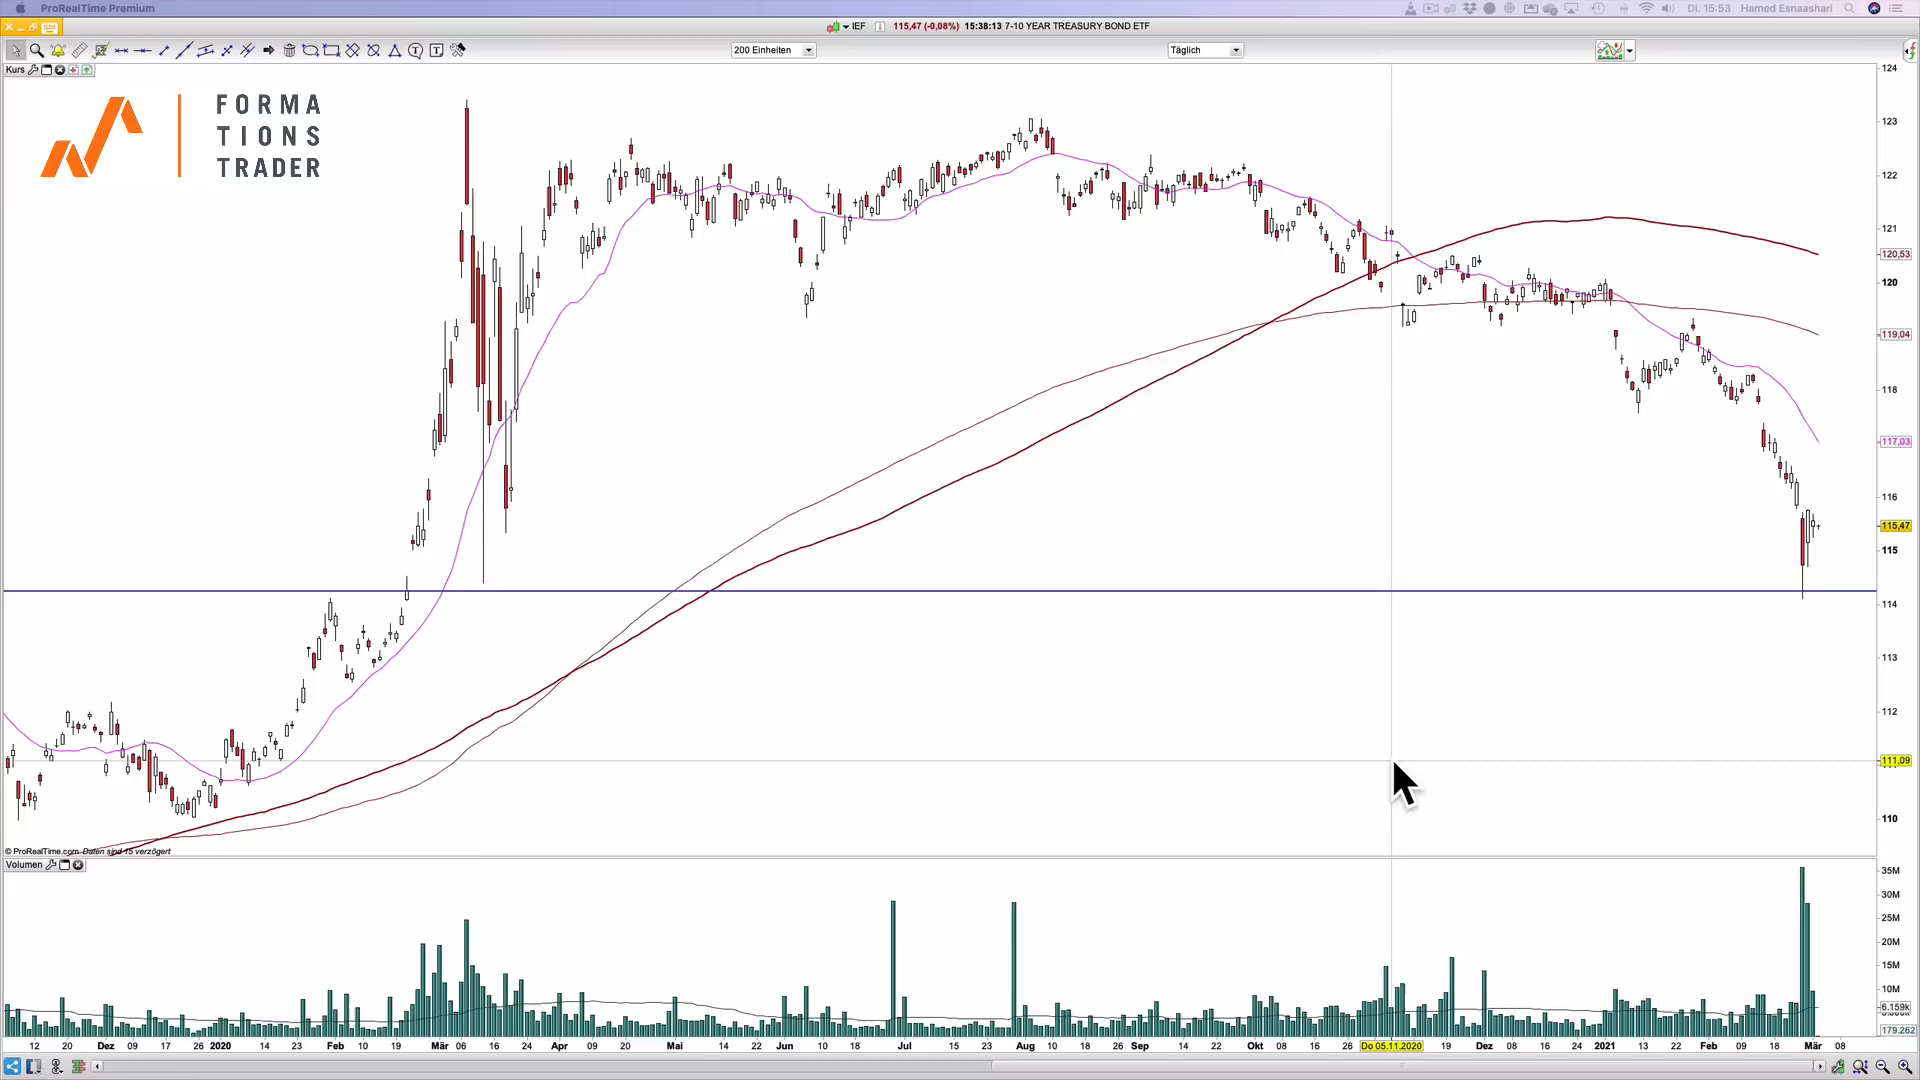 ProRealTime Premium
Di. 15:53 Hamed Esnaashari
IEF 115,47 (-0,08%) 15:38:13 7-10 YEAR TREASURY BOND ETF
200 Einheiten
Täglich
Kurs
FORMA
TIONS
TRADER
124
123
122
121
120,53
120
119,04
118
117,03
116
115,47
115
114
113
112
111,09
110
© ProRealTime.com Daten sind 15 verzögert
Volumen
35M
30M
25M
20M
15M
10M
6.159k
179.262
12 20 Dez 09 17 26 2020 14 23 Feb 10 19 Mär 06 16 24 Apr 09 20 Mai 14 22 Jun 10 18 Jul 15 23 Aug 10 18 26 Sep 14 22 Okt 08 16 26 Do 05.11.2020 19 Dez 08 16 24 2021 13 22 Feb 09 18 Mär 08